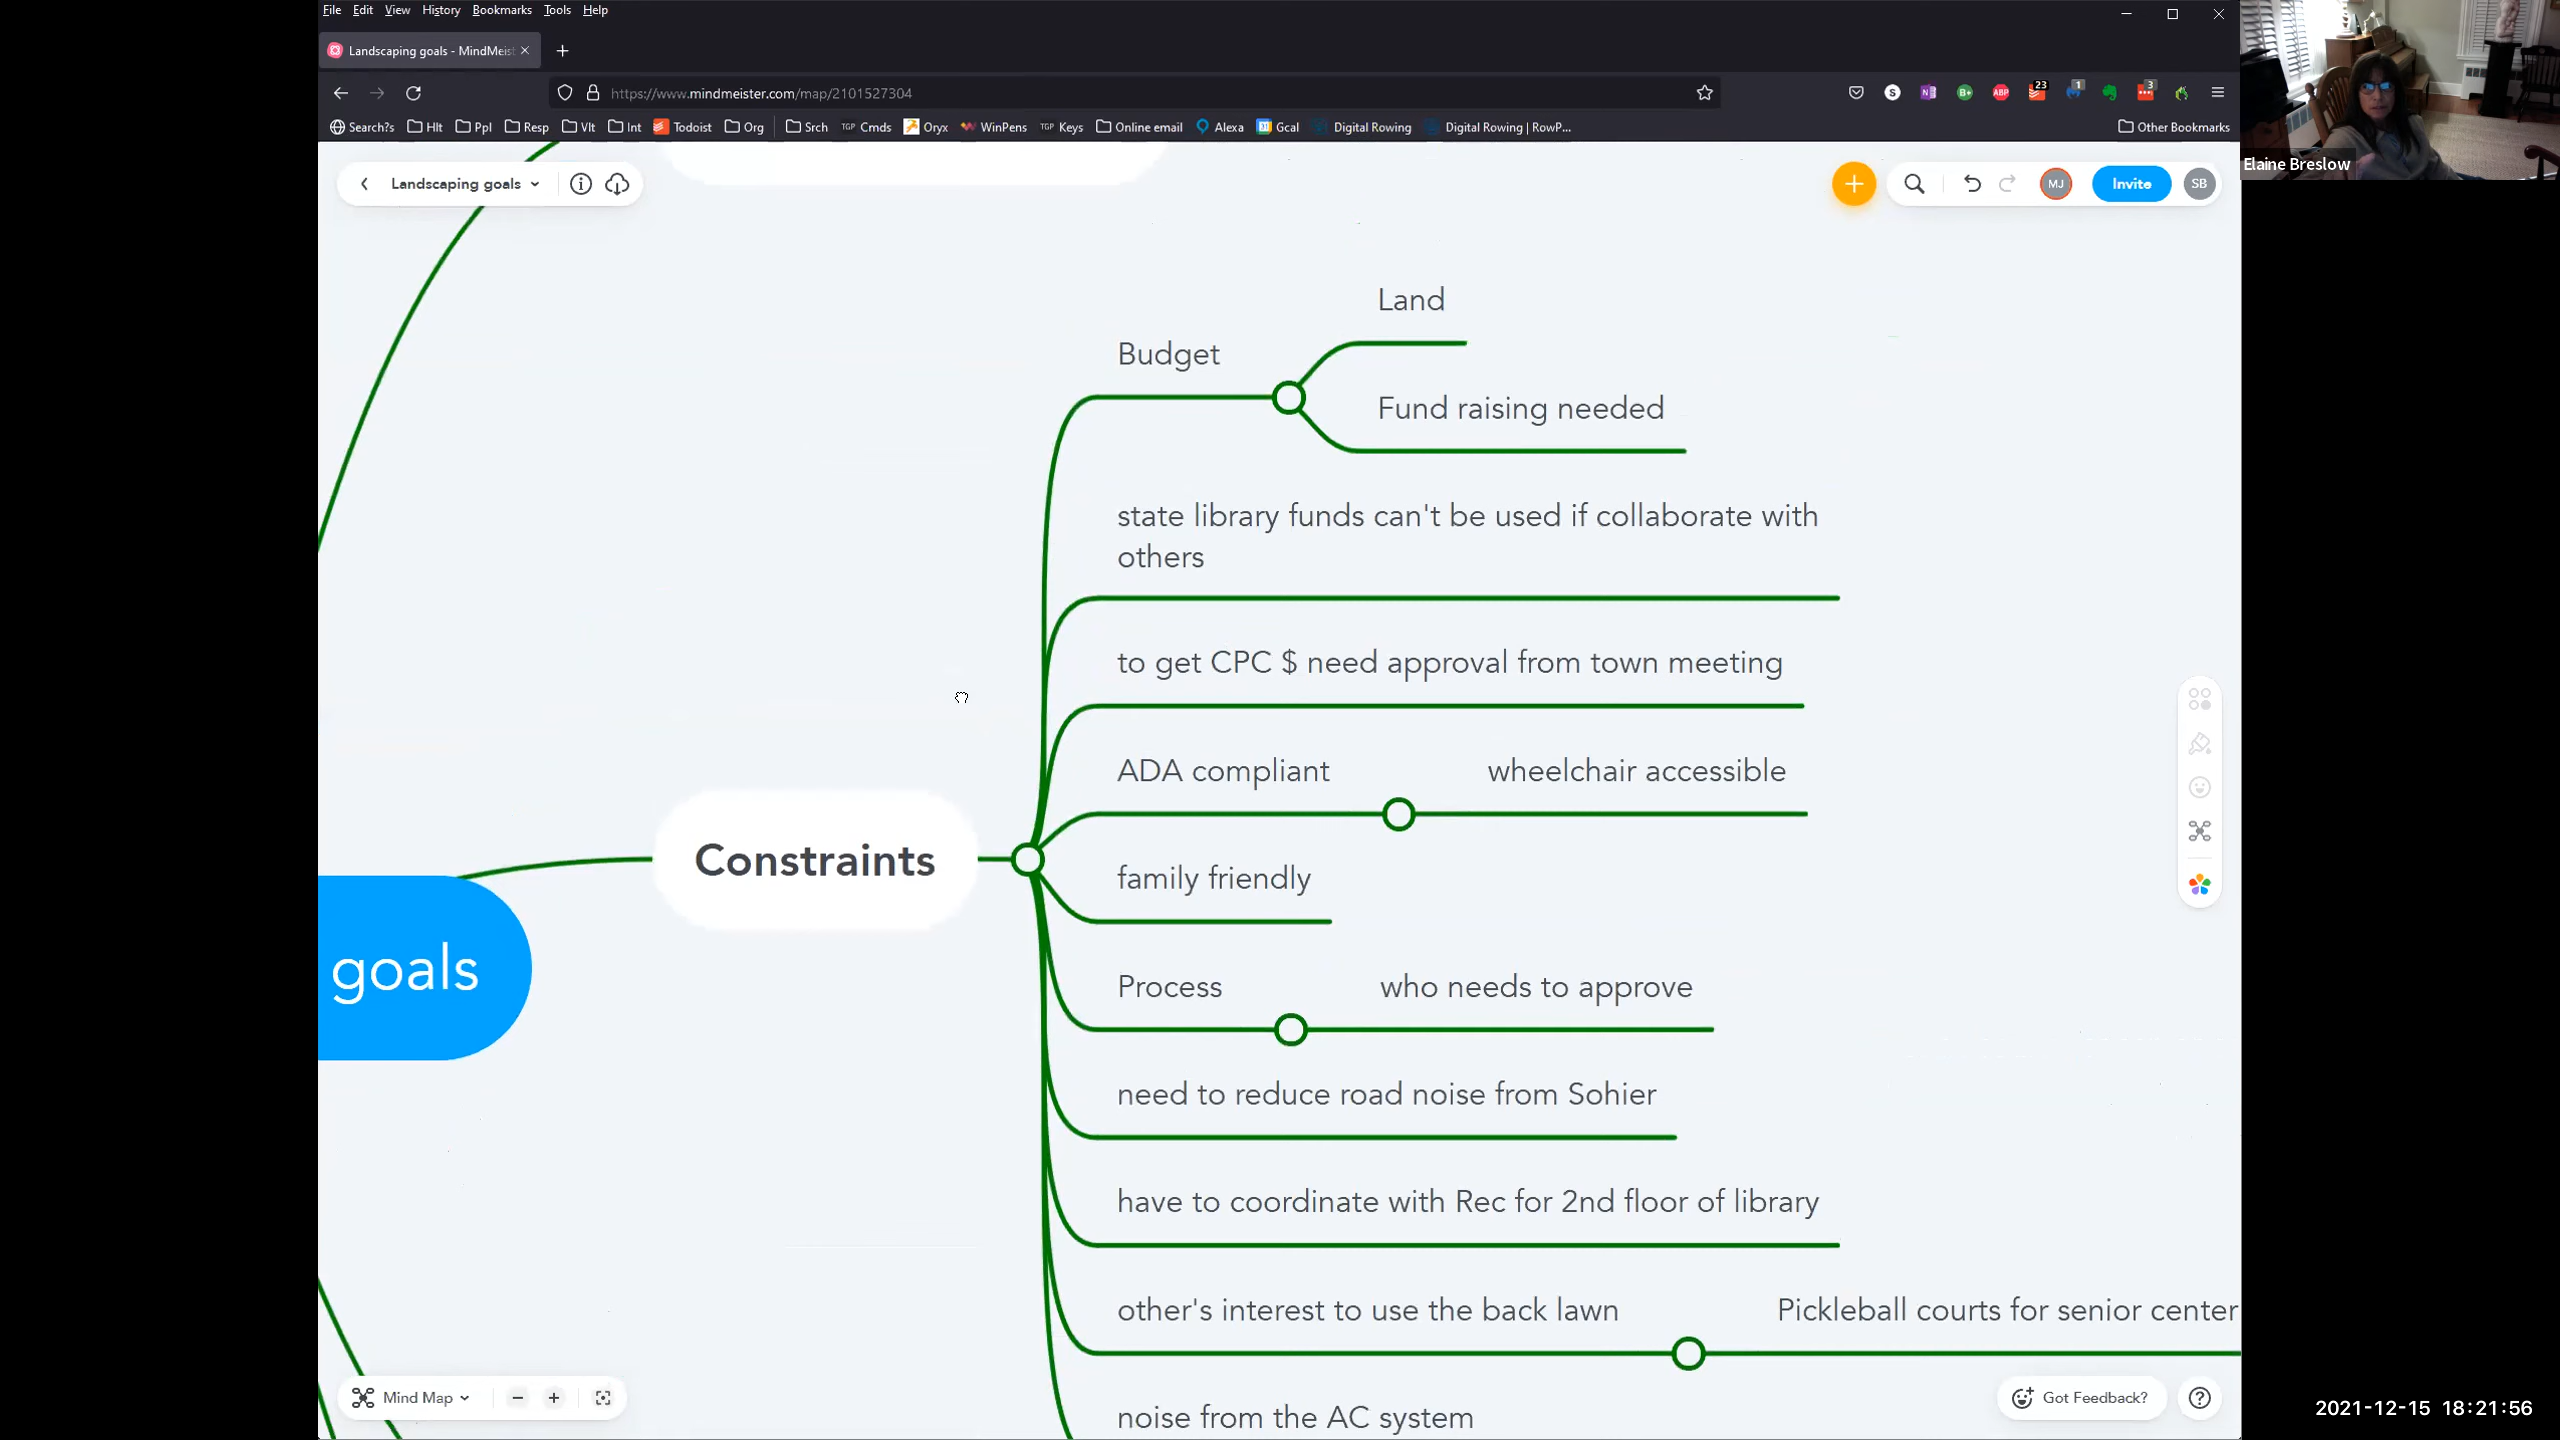 File Edit View History Bookmarks Tools Help
Landscaping goals - MindMeist
https://www.mindmeister.com/map/2101527304
S N B+ ABP 23 1 3
Search?s Hlt Ppl Resp Vlt Int Todoist Org Srch TGP Cmds Oryx WinPens TGP Keys Online email Alexa Gcal Digital Rowing Digital Rowing | RowP... Other Bookmarks
Elaine Breslow
Landscaping goals
MJ Invite SB
Land
Budget
Fund raising needed
state library funds can't be used if collaborate with
others
to get CPC $ need approval from town meeting
ADA compliant wheelchair accessible
Constraints
family friendly
goals
Process who needs to approve
need to reduce road noise from Sohier
have to coordinate with Rec for 2nd floor of library
other's interest to use the back lawn Pickleball courts for senior center
Mind Map
Got Feedback?
noise from the AC system
2021-12-15 18:21:56